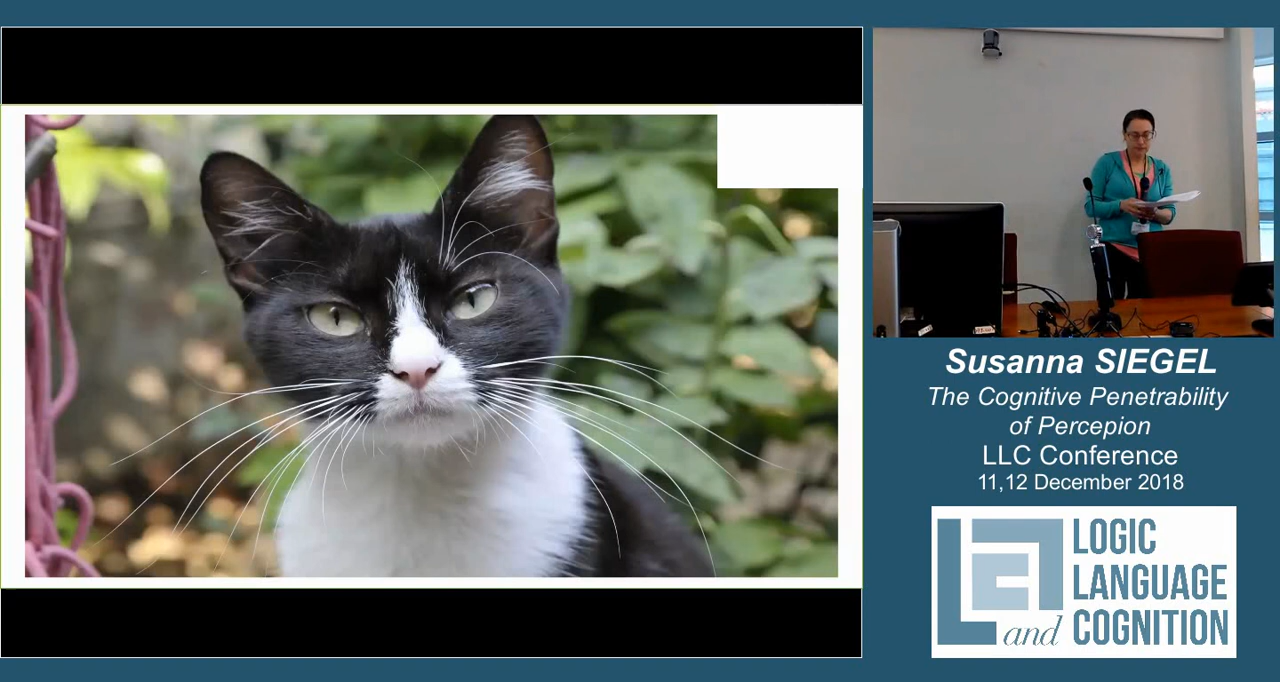 Susanna SIEGEL
The Cognitive Penetrability
of Percepion
LLC Conference
11,12 December 2018
LOGIC
LANGUAGE
and COGNITION